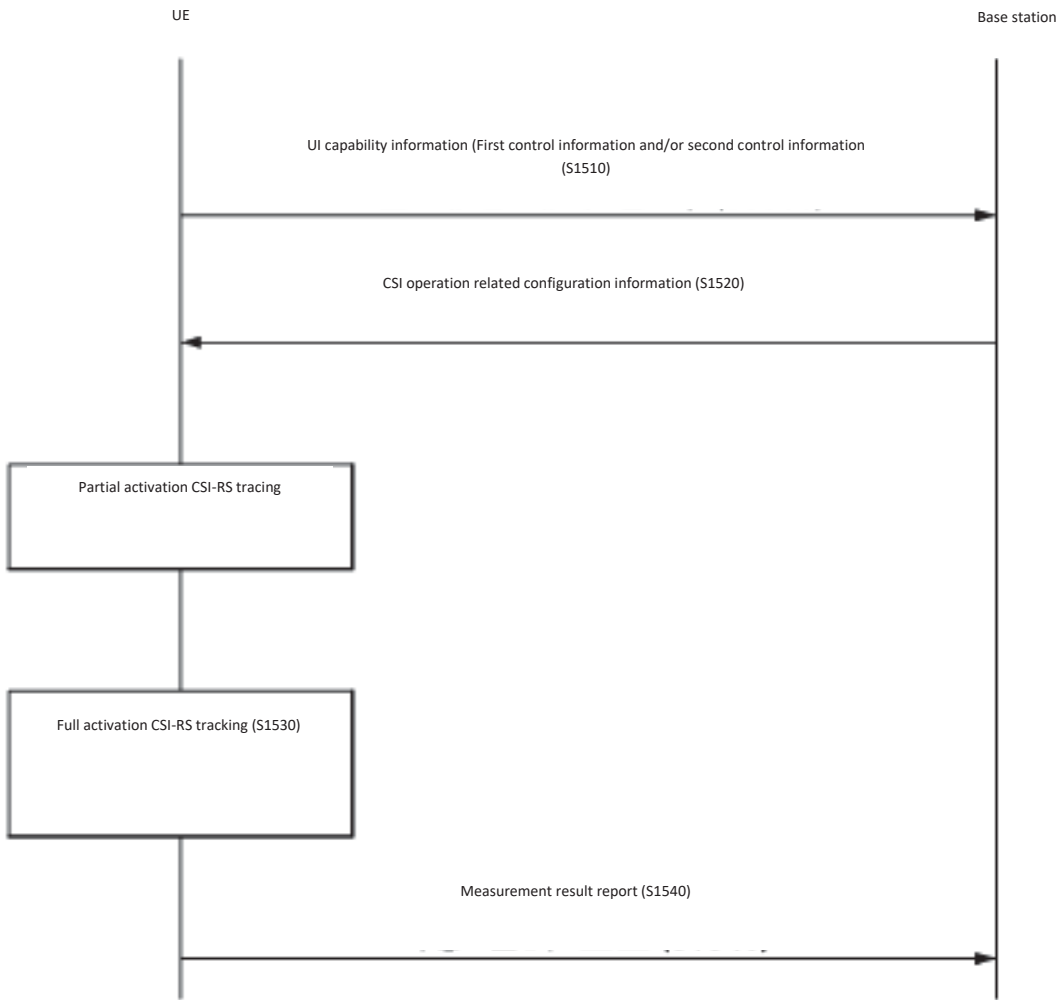 UE
Base station
UI capability information (First control information and/or second control information
(S1510)
CSI operation related configuration information (S1520)
Partial activation CSI-RS tracing
Full activation CSI-RS tracking (S1530)
Measurement result report (S1540)